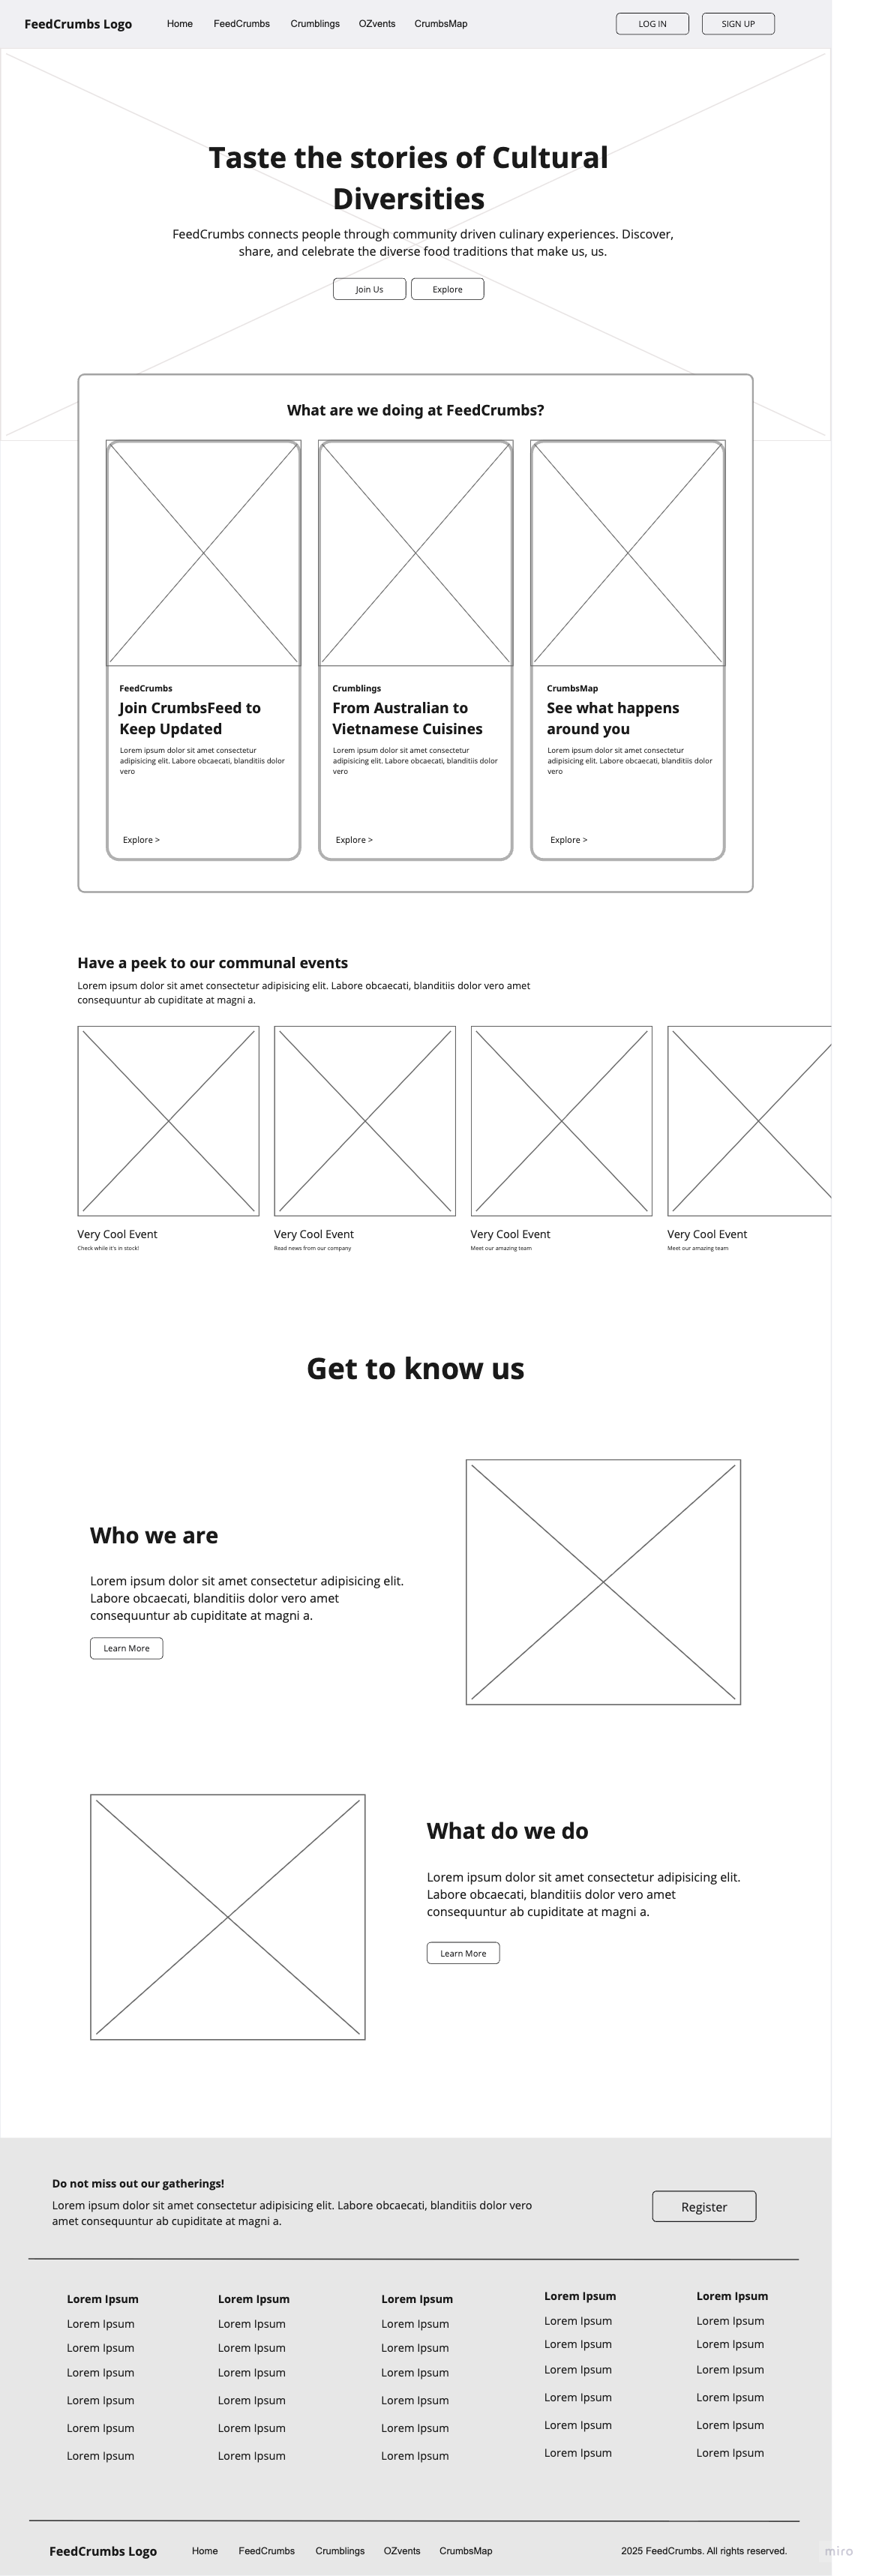 FeedCrumbs Logo Home FeedCrumbs Crumblings OZvents CrumbsMap LOG IN SIGN UP
Taste the stories of Cultural
Diversities
FeedCrumbs connects people through community driven culinary experiences. Discover,
share, and celebrate the diverse food traditions that make us, us.
Join Us Explore
What are we doing at FeedCrumbs?
FeedCrumbs
Join CrumbsFeed to
Keep Updated
Lorem ipsum dolor sit amet consectetur
adipisicing elit. Labore obcaecati, blanditiis dolor
vero
Explore >
Crumblings
From Australian to
Vietnamese Cuisines
Lorem ipsum dolor sit amet consectetur
adipisicing elit. Labore obcaecati, blanditiis dolor
vero
Explore >
CrumbsMap
See what happens
around you
Lorem ipsum dolor sit amet consectetur
adipisicing elit. Labore obcaecati, blanditiis dolor
vero
Explore >
Have a peek to our communal events
Lorem ipsum dolor sit amet consectetur adipisicing elit. Labore obcaecati, blanditiis dolor vero amet
consequuntur ab cupiditate at magni a.
Very Cool Event
Check while it's in stock!
Very Cool Event
Read news from our company
Very Cool Event
Meet our amazing team
Very Cool Event
Meet our amazing team
Get to know us
Who we are
Lorem ipsum dolor sit amet consectetur adipisicing elit.
Labore obcaecati, blanditiis dolor vero amet
consequuntur ab cupiditate at magni a.
Learn More
What do we do
Lorem ipsum dolor sit amet consectetur adipisicing elit.
Labore obcaecati, blanditiis dolor vero amet
consequuntur ab cupiditate at magni a.
Learn More
Do not miss out our gatherings!
Lorem ipsum dolor sit amet consectetur adipisicing elit. Labore obcaecati, blanditiis dolor vero
amet consequuntur ab cupiditate at magni a.
Register
Lorem Ipsum Lorem Ipsum Lorem Ipsum Lorem Ipsum Lorem Ipsum
Lorem Ipsum Lorem Ipsum Lorem Ipsum Lorem Ipsum Lorem Ipsum
Lorem Ipsum Lorem Ipsum Lorem Ipsum Lorem Ipsum Lorem Ipsum
Lorem Ipsum Lorem Ipsum Lorem Ipsum Lorem Ipsum Lorem Ipsum
Lorem Ipsum Lorem Ipsum Lorem Ipsum Lorem Ipsum Lorem Ipsum
Lorem Ipsum Lorem Ipsum Lorem Ipsum Lorem Ipsum Lorem Ipsum
Lorem Ipsum Lorem Ipsum Lorem Ipsum Lorem Ipsum Lorem Ipsum
FeedCrumbs Logo Home FeedCrumbs Crumblings OZvents CrumbsMap 2025 FeedCrumbs. All rights reserved.
miro